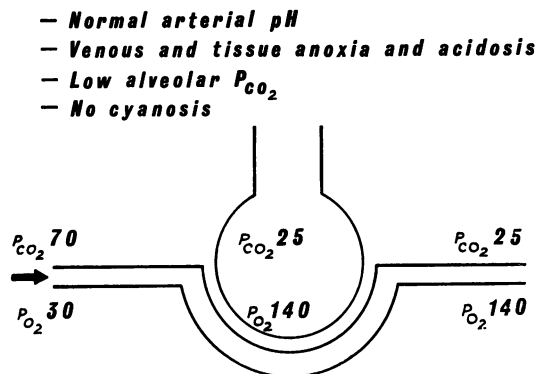 — Normal arterial pH
— Venous and tissue anoxia and acidosis
— Low alveolar PCO2
— No cyanosis
PCO2 70
PCO2 25
PCO2 25
PO2 30
PO2 140
PO2. 140